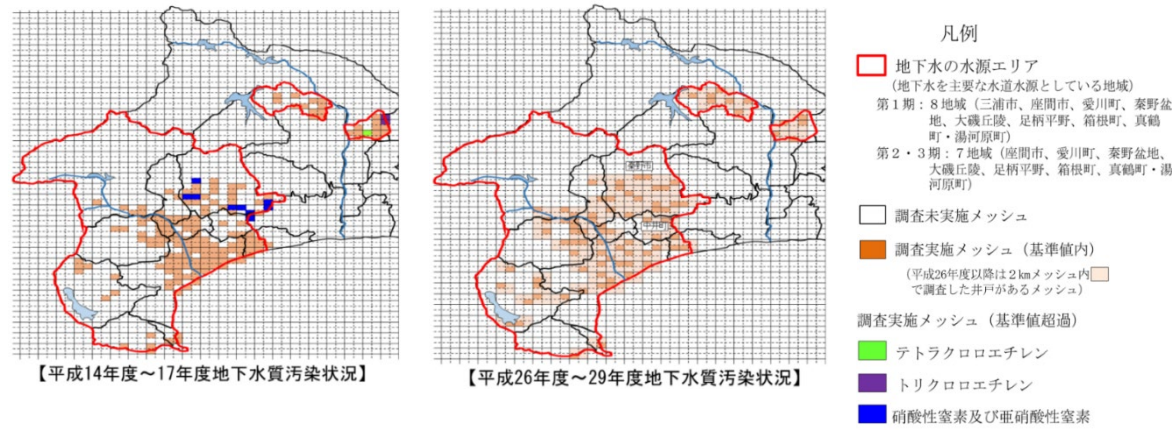 秦野市
中井町
【平成14年度～17年度地下水質汚染状況】
【平成26年度～29年度地下水質汚染状況】
凡例
地下水の水源エリア
(地下水を主要な水道水源としている地域)
第1期：8地域（三浦市、座間市、愛川町、秦野盆
地、大磯丘陵、足柄平野、箱根町、真鶴
町・湯河原町）
第2・3期：7地域（座間市、愛川町、秦野盆地、
大磯丘陵、足柄平野、箱根町、真鶴町・湯
河原町）
調査未実施メッシュ
調査実施メッシュ（基準値内）
(平成26年度以降は2kmメッシュ内
で調査した井戸があるメッシュ)
調査実施メッシュ（基準値超過）
テトラクロロエチレン
トリクロロエチレン
硝酸性窒素及び亜硝酸性窒素